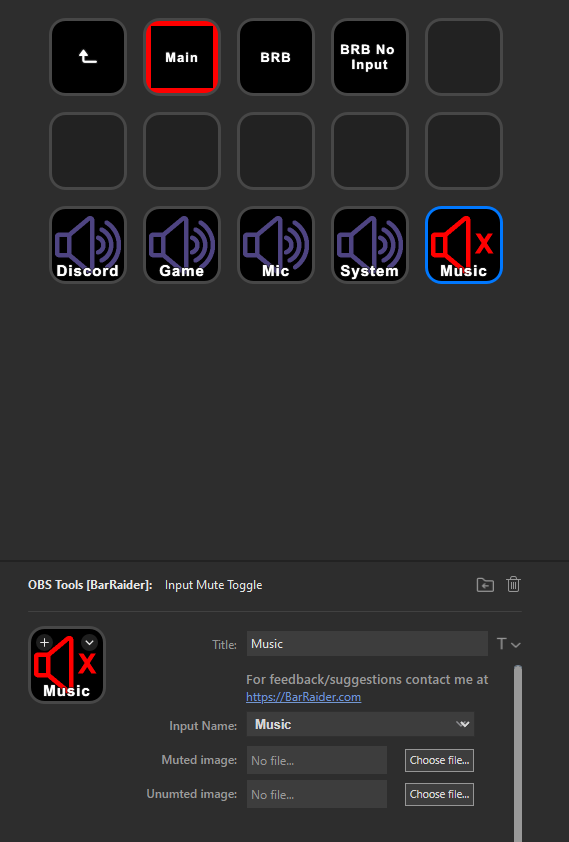 Main
BRB
BRB No
Input
Discord
Game
Mic
System
X
Music
OBS Tools [BarRaider]: Input Mute Toggle
X
Music
Title: Music T
For feedback/suggestions contact me at
https://BarRaider.com
Input Name: Music
Muted image: No file... Choose file...
Unumted image: No file... Choose file...